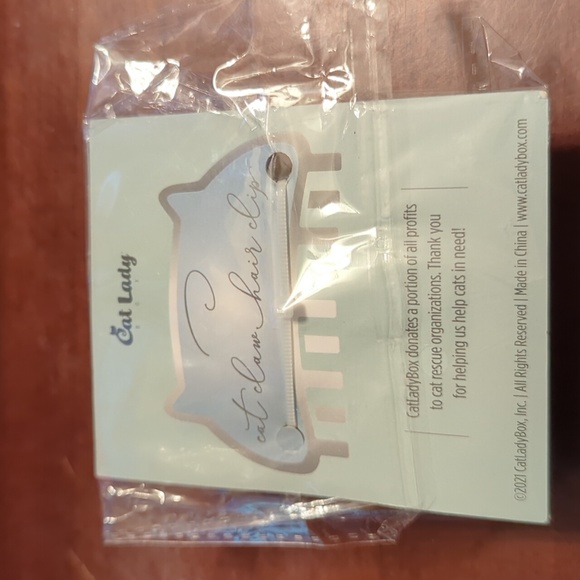 Cat Lady
cat claw hair clip
CatLadyBox donates a portion of all profits
to cat rescue organizations. Thank you
for helping us help cats in need!
©2021 CatLadyBox, Inc. | All Rights Reserved | Made in China | www.catladybox.com